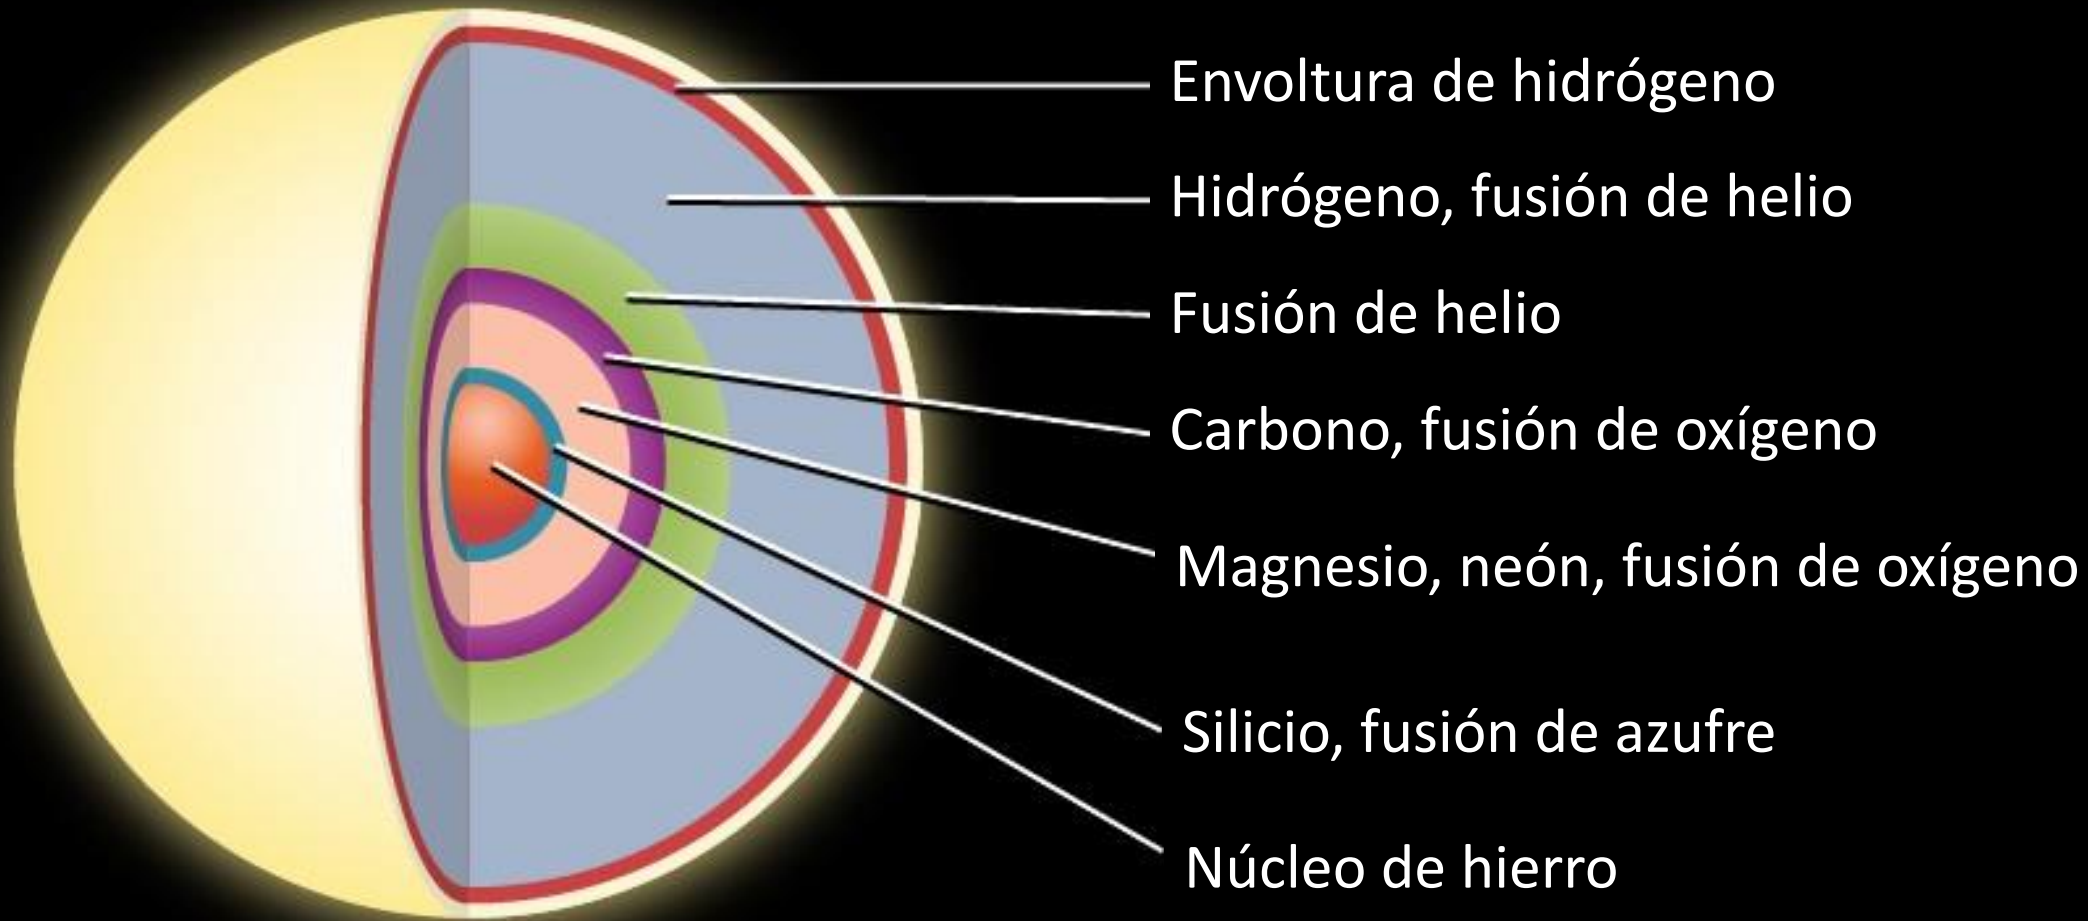 Envoltura de hidrógeno
Hidrógeno, fusión de helio
Fusión de helio
Carbono, fusión de oxígeno
Magnesio, neón, fusión de oxígeno
Silicio, fusión de azufre
Núcleo de hierro